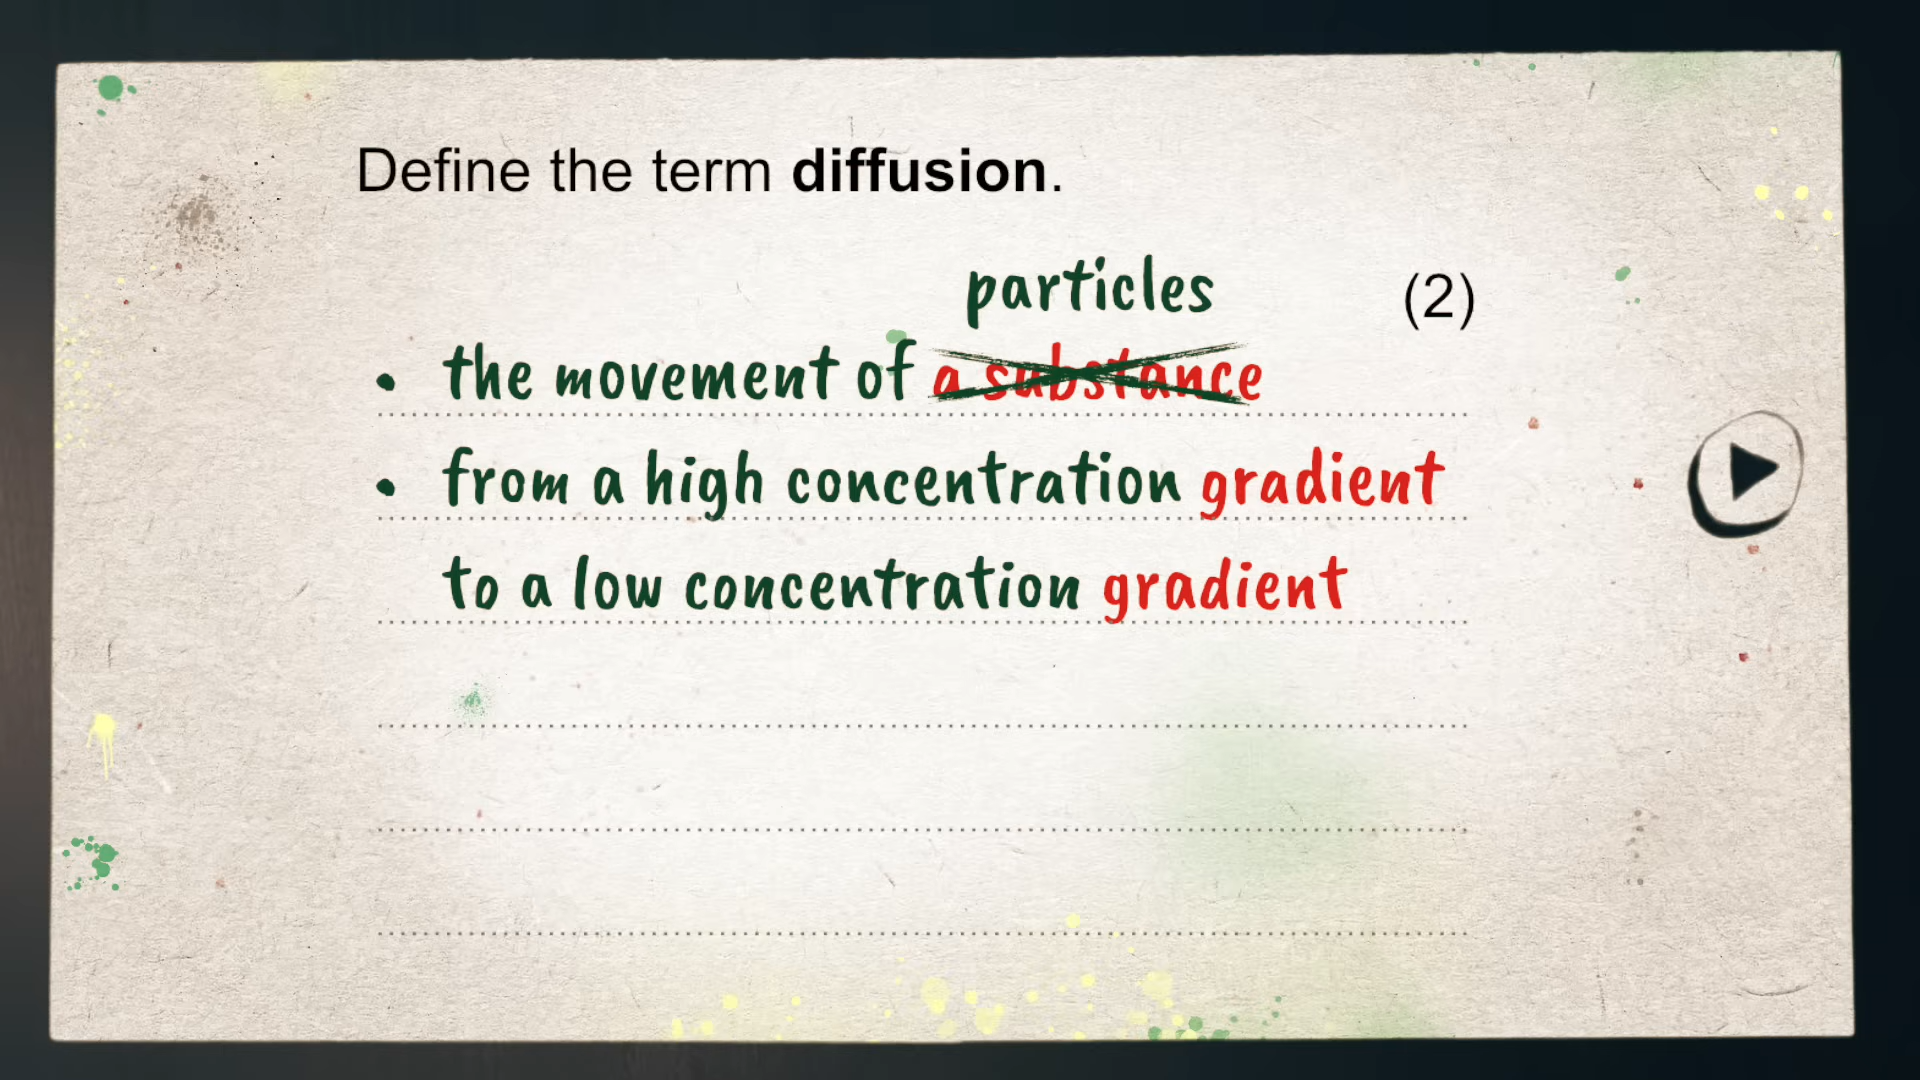 Define the term diffusion.
particles
(2)
• the movement of a substance
• from a high concentration gradient
to a low concentration gradient